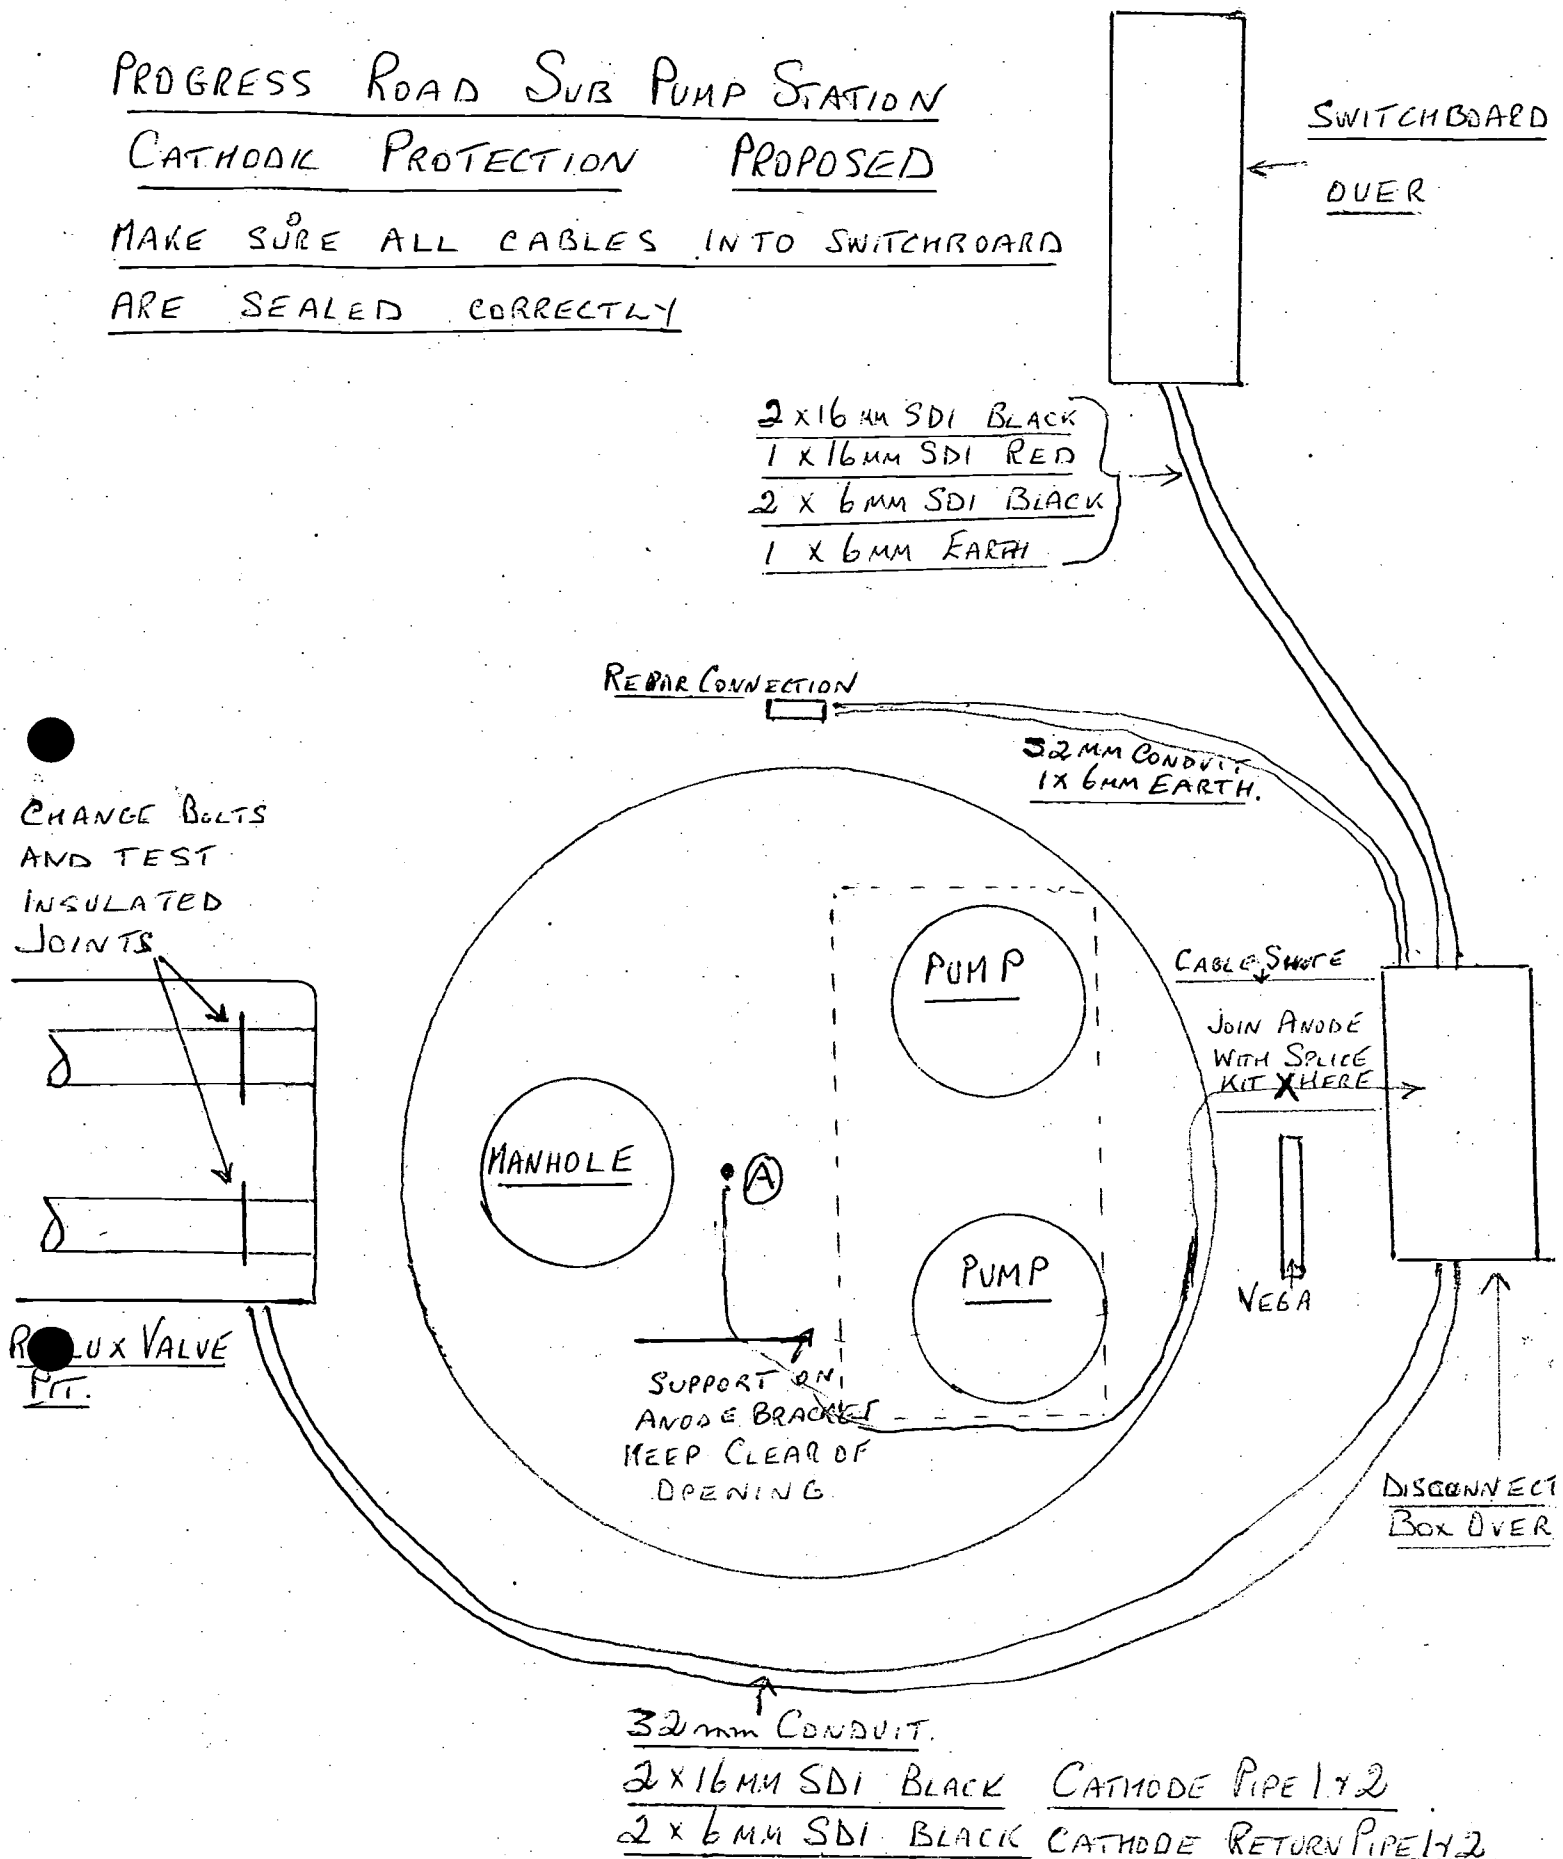 PROGRESS ROAD SUB PUMP STATION
CATHODIC PROTECTION PROPOSED
MAKE SURE ALL CABLES INTO SWITCHBOARD
ARE SEALED CORRECTLY
SWITCHBOARD
OVER
2 x 16 MM SDI BLACK
1 x 16 MM SDI RED
2 x 6 MM SDI BLACK
1 x 6 MM EARTH
REBAR CONNECTION
32 MM CONDUIT
1 x 6 MM EARTH.
CHANGE BOLTS
AND TEST
INSULATED
JOINTS
PUMP
CABLE SHUTE
JOIN ANODE
WITH SPLICE
KIT X HERE
MANHOLE
A
PUMP
VEGA
VALVE
PIT.
SUPPORT ON
ANODE BRACKET
KEEP CLEAR OF
OPENING
DISCONNECT
BOX OVER
32mm CONDUIT.
2 x 16 MM SDI BLACK CATHODE PIPE 1 & 2
2 x 6 MM SDI BLACK CATHODE RETURN PIPE 1 & 2